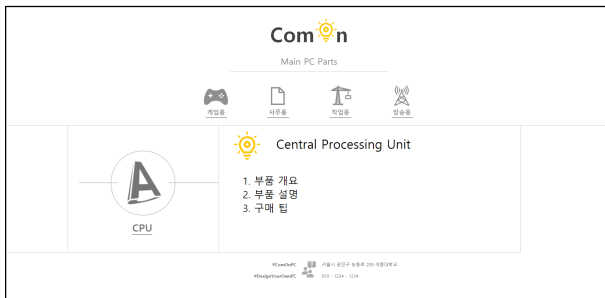 Com n
Main PC Parts
게임용 사무용 작업용 방송용
A
CPU
Central Processing Unit
1. 부품 개요
2. 부품 설명
3. 구매 팁
#ComOnPC 서울시 광진구 능동로 209 세종대학교
#DesignYourOwnPC 010 - 1234 - 1234